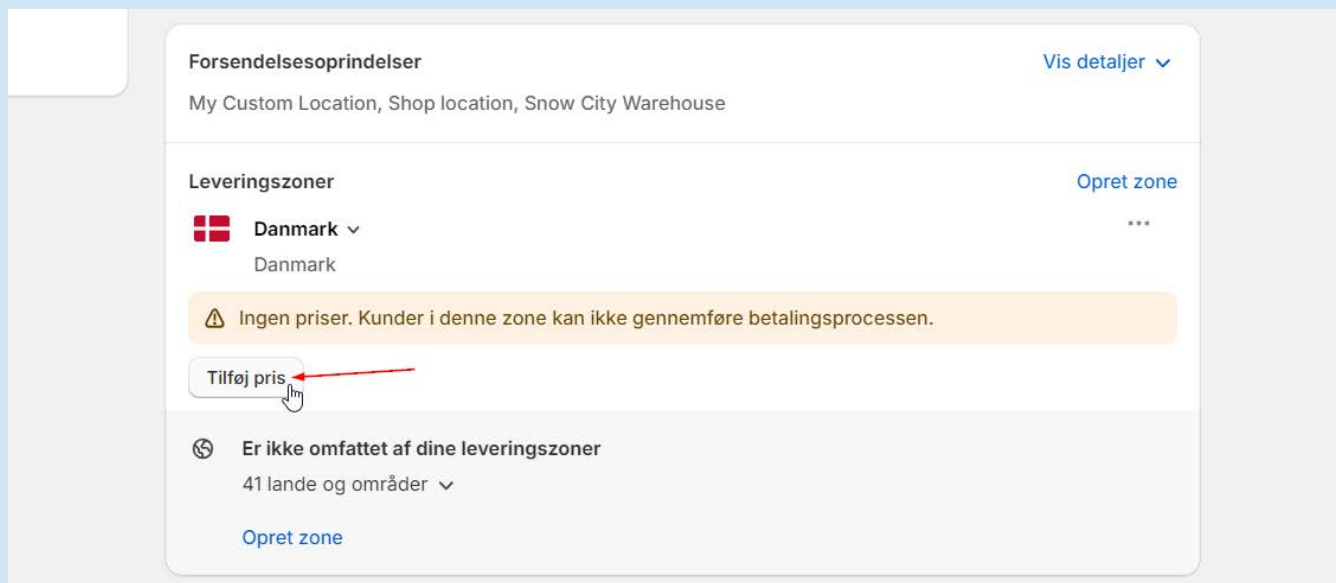 Forsendelsesoprindelser
Vis detaljer
My Custom Location, Shop location, Snow City Warehouse
Leveringszoner
Opret zone
Danmark
Danmark
Ingen priser. Kunder i denne zone kan ikke gennemføre betalingsprocessen.
Tilføj pris
Er ikke omfattet af dine leveringszoner
41 lande og områder
Opret zone